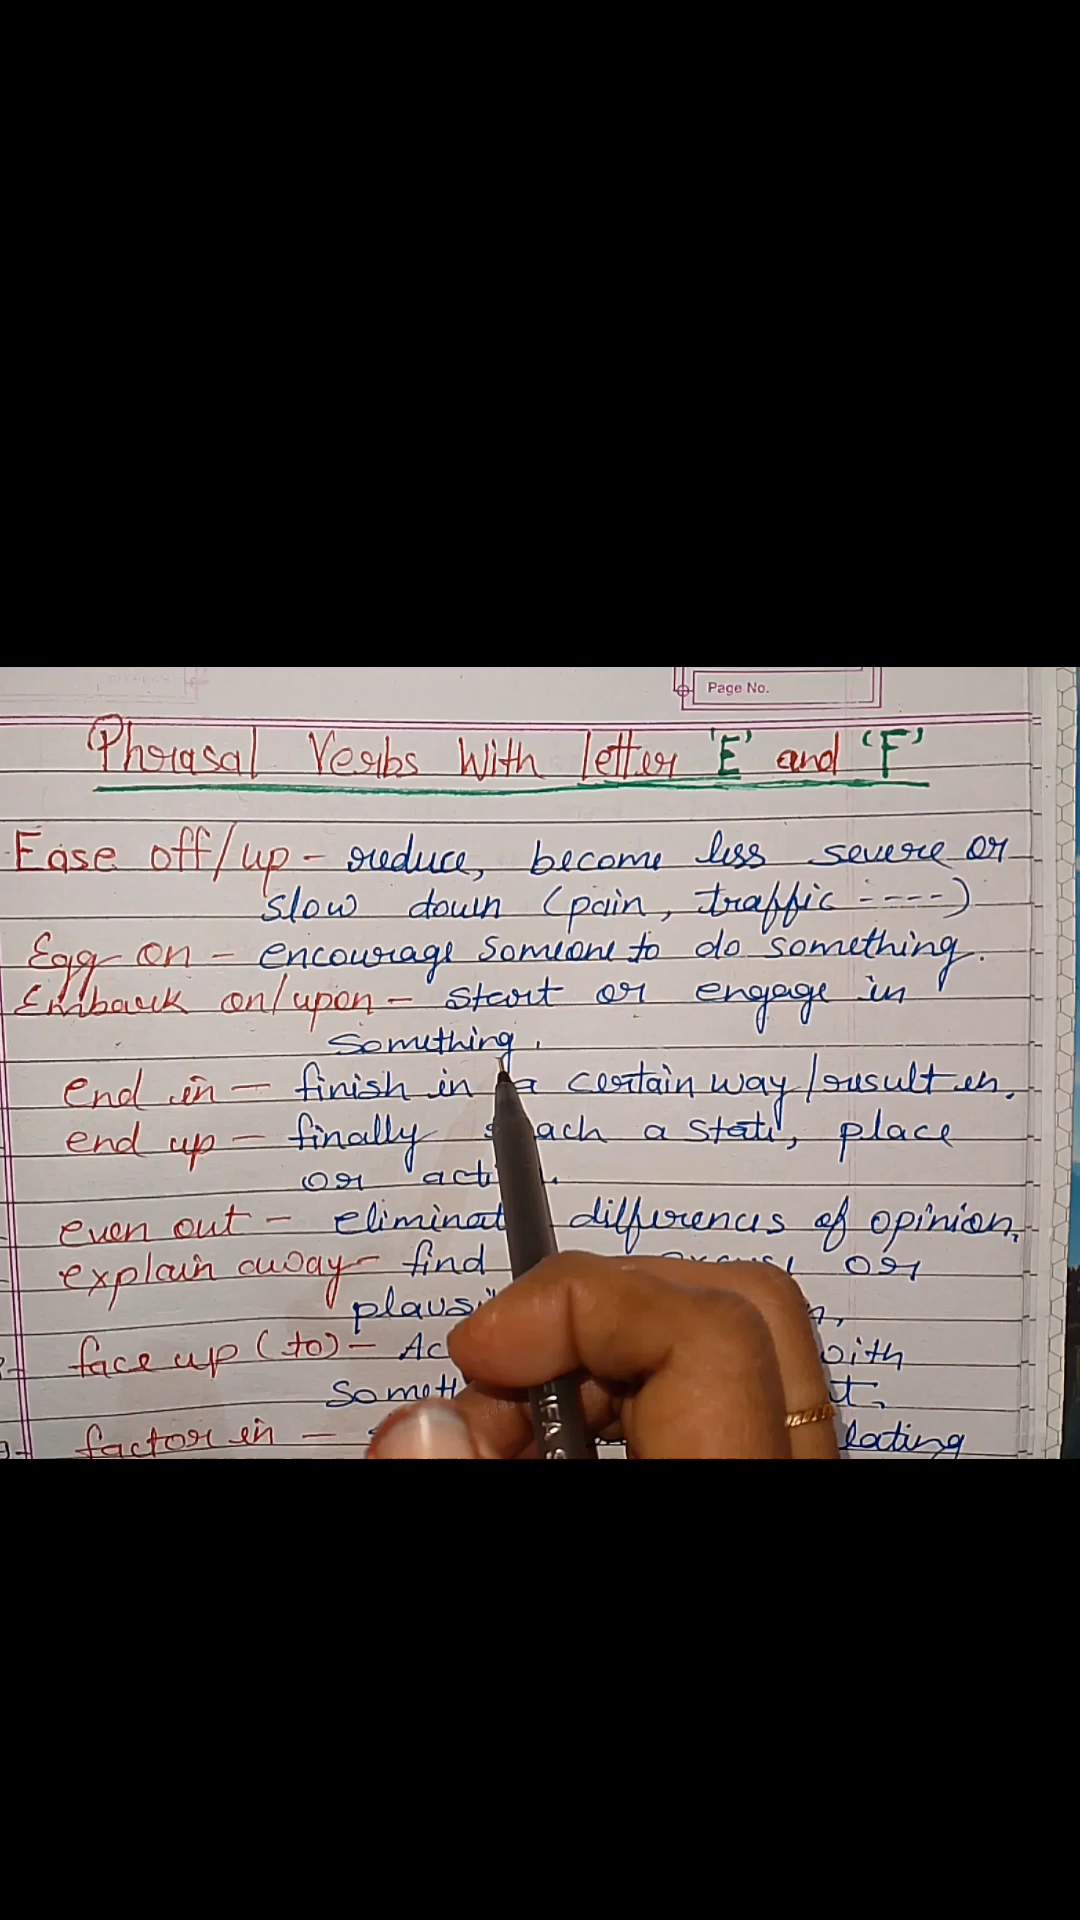 Page No.
Phrasal Verbs With letter 'E' and 'F'
Ease off/up - reduce, become less severe or
slow down (pain, traffic ----)
Egg on - encourage someone to do something.
Embark on/upon - start or engage in
something.
end in - finish in a certain way/result in.
end up - finally a state, place
or
even out - differences of opinion.
explain away - find or
face up (to) - with
factor in -